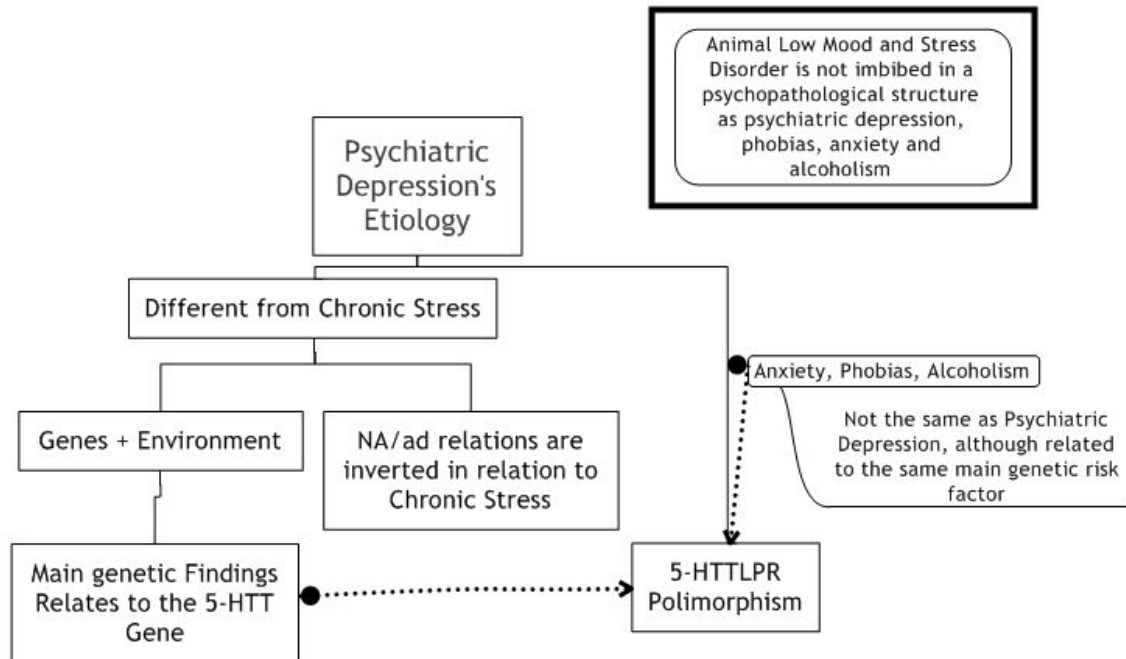 Animal Low Mood and Stress
Disorder is not imbibed in a
psychopathological structure
as psychiatric depression,
phobias, anxiety and
alcoholism
Psychiatric
Depression's
Etiology
Different from Chronic Stress
Anxiety, Phobias, Alcoholism
Not the same as Psychiatric
Depression, although related
to the same main genetic risk
factor
Genes + Environment
NA/ad relations are
inverted in relation to
Chronic Stress
Main genetic Findings
Relates to the 5-HTT
Gene
5-HTTLPR
Polimorphism